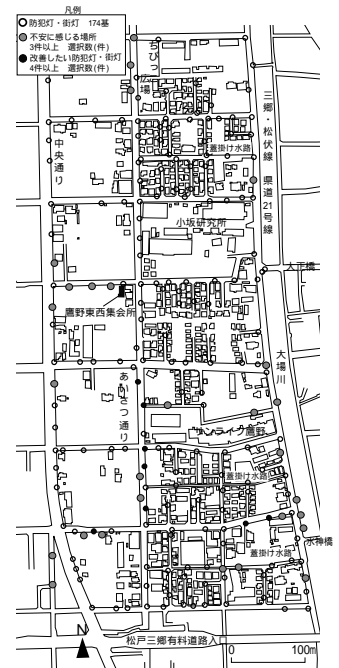 凡例
防犯灯・街灯 174基
不安に感じる場所
3件以上 選択数(件)
改善したい防犯灯・街灯
4件以上 選択数(件)
ちびっ広場
中央通り
蓋掛け水路
三郷・松伏線 県道21号線
小坂研究所
大正橋
鷹野東西集会所
大場川
あいさつ通り
サンライフ鷹野
蓋掛け水路
水神橋
蓋掛け水路
N
松戸三郷有料道路入口
0 100m